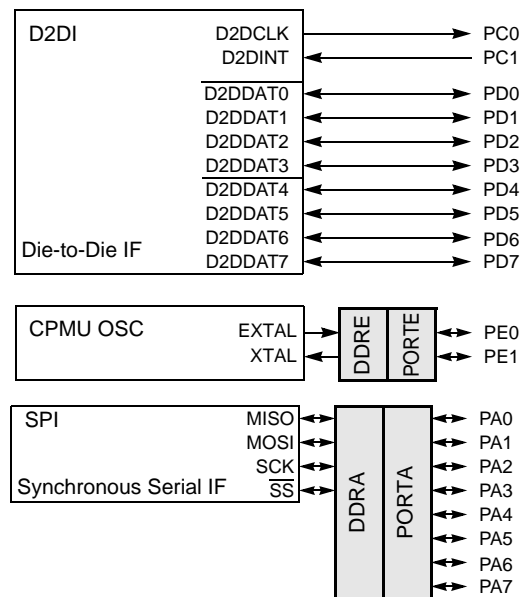 D2DI D2DCLK PC0
D2DINT PC1
D2DDAT0 PD0
D2DDAT1 PD1
D2DDAT2 PD2
D2DDAT3 PD3
D2DDAT4 PD4
D2DDAT5 PD5
D2DDAT6 PD6
Die-to-Die IF D2DDAT7 PD7
CPMU OSC EXTAL DDRE PORTE PE0
XTAL PE1
SPI MISO PA0
MOSI PA1
SCK PA2
Synchronous Serial IF SS DDRA PORTA PA3
PA4
PA5
PA6
PA7